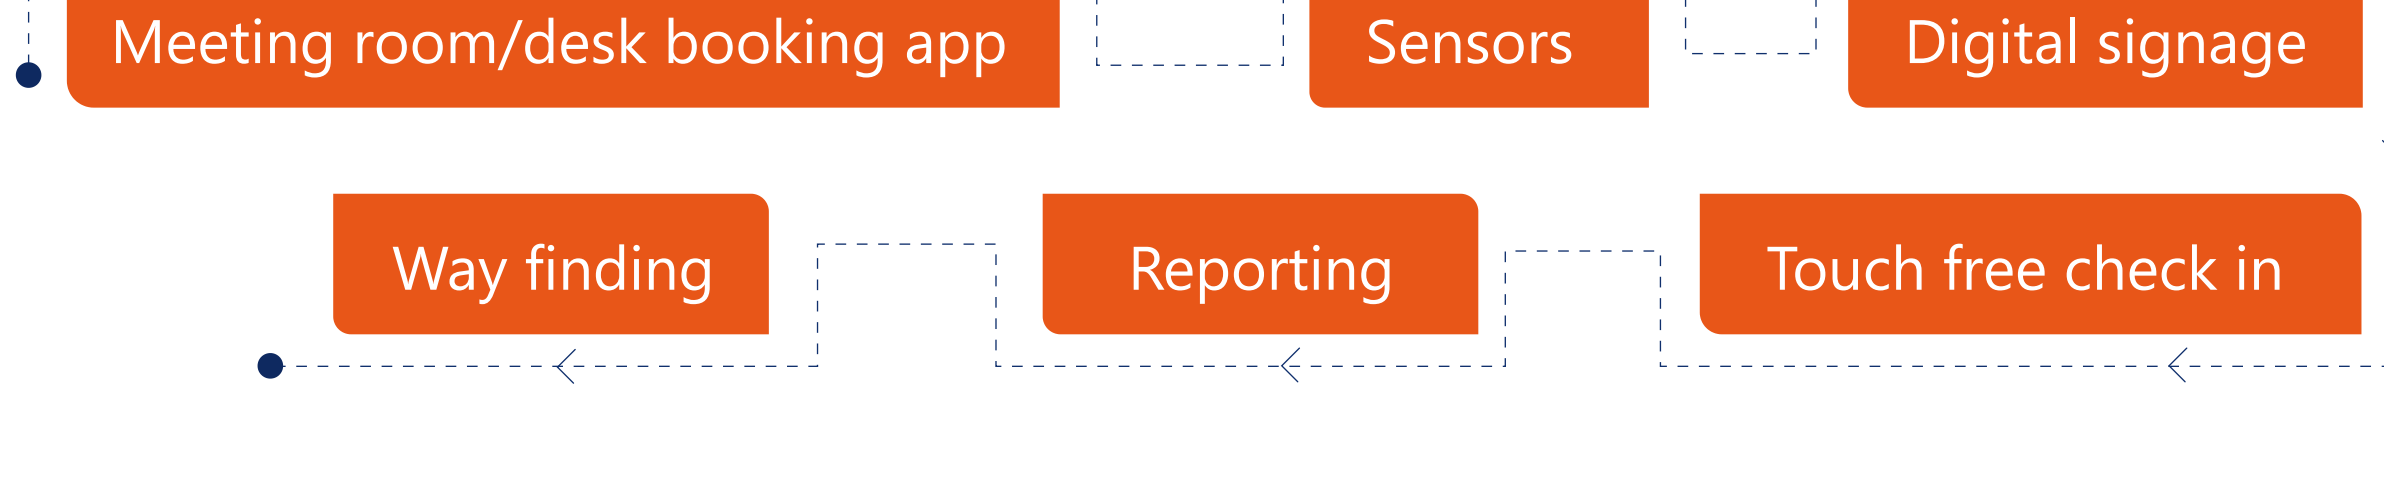 Meeting room/desk booking app
Sensors
Digital signage
Way finding
Reporting
Touch free check in